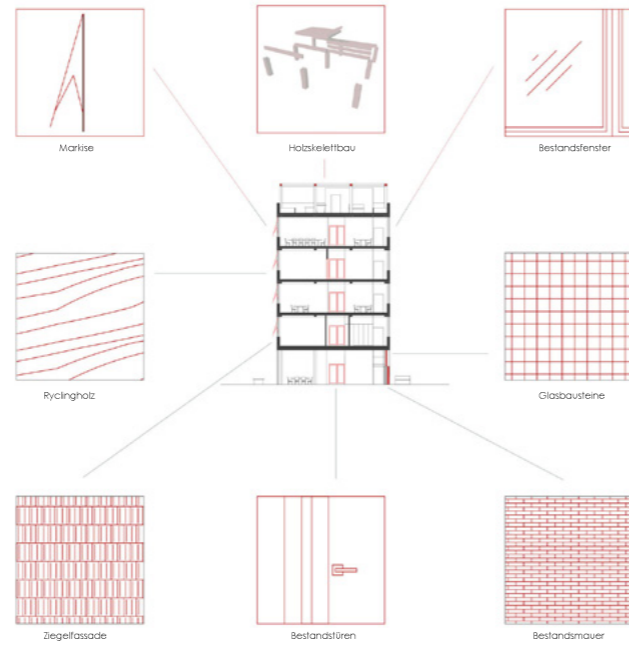 Markise
Holzskelettbau
Bestandsfenster
Ryclingholz
Glasbausteine
Ziegelfassade
Bestandstüren
Bestandsmauer